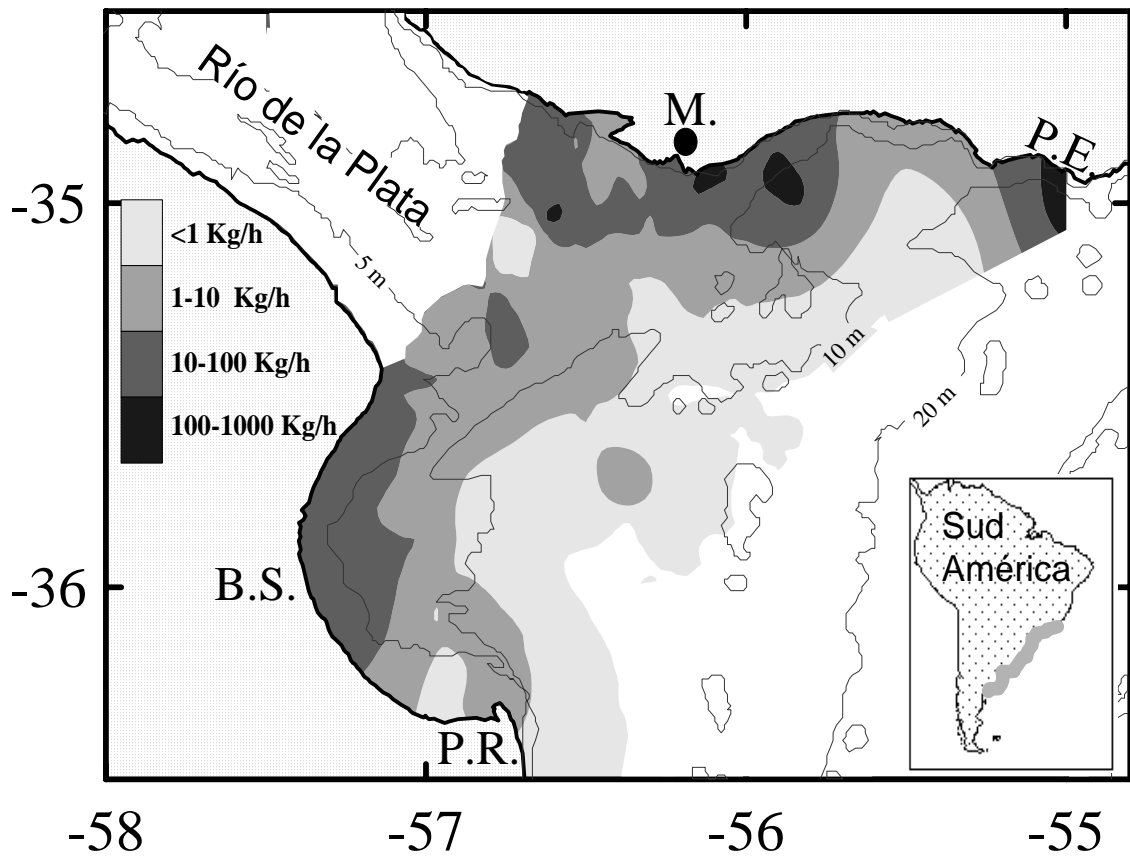 Río de la Plata
M.
P.E
-35
<1 Kg/h
1-10 Kg/h
10-100 Kg/h
100-1000 Kg/h
5 m
10 m
20 m
-36
B.S.
P.R.
Sud
América
-58
-57
-56
-55